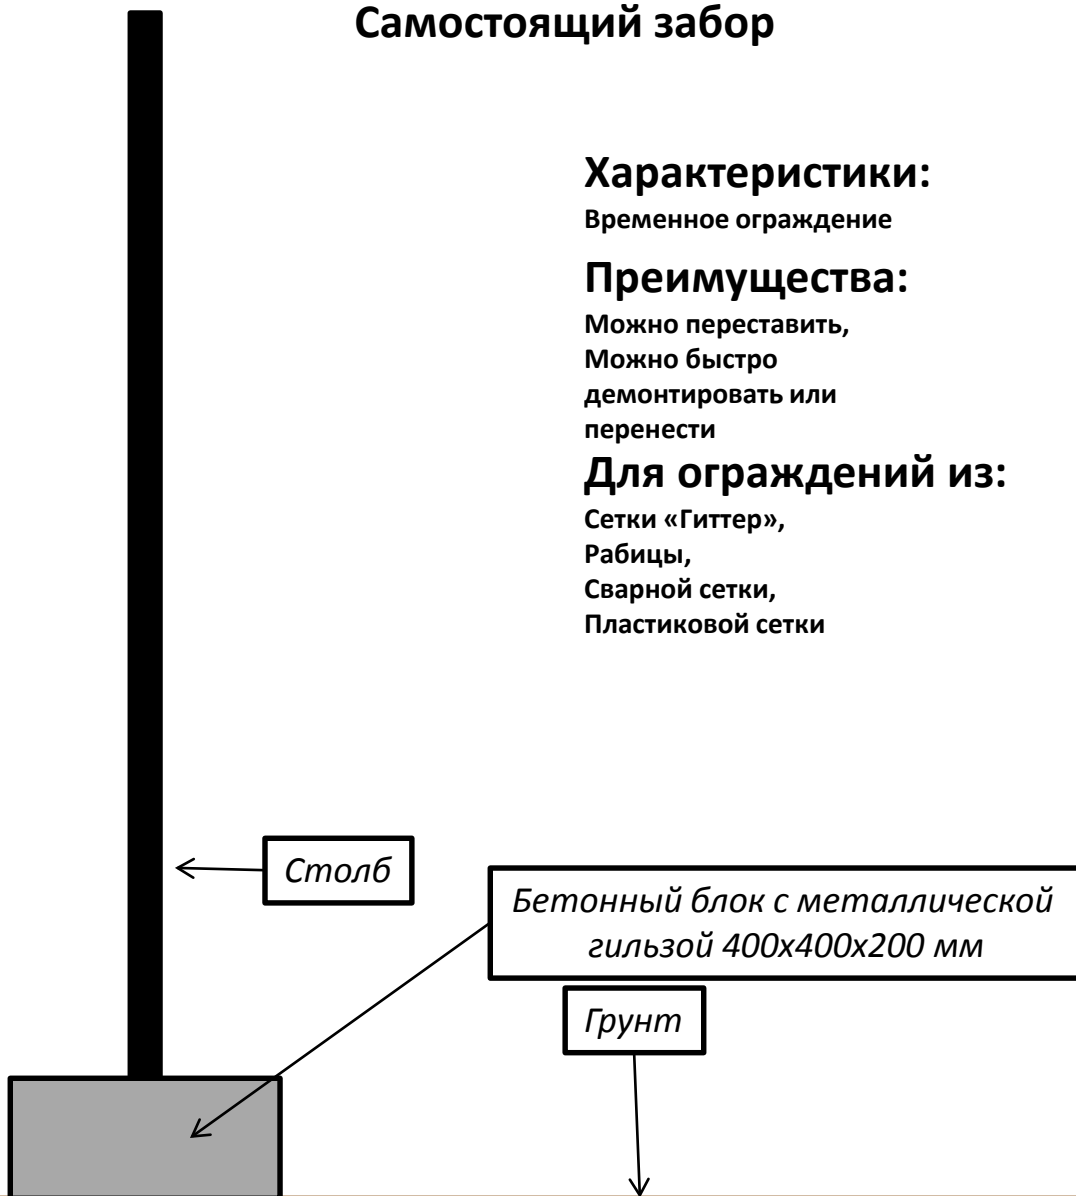 Самостоящий забор
Характеристики:
Временное ограждение
Преимущества:
Можно переставить,
Можно быстро
демонтировать или
перенести
Для ограждений из:
Сетки «Гиттер»,
Рабицы,
Сварной сетки,
Пластиковой сетки
Столб
Бетонный блок с металлической
гильзой 400х400х200 мм
Грунт